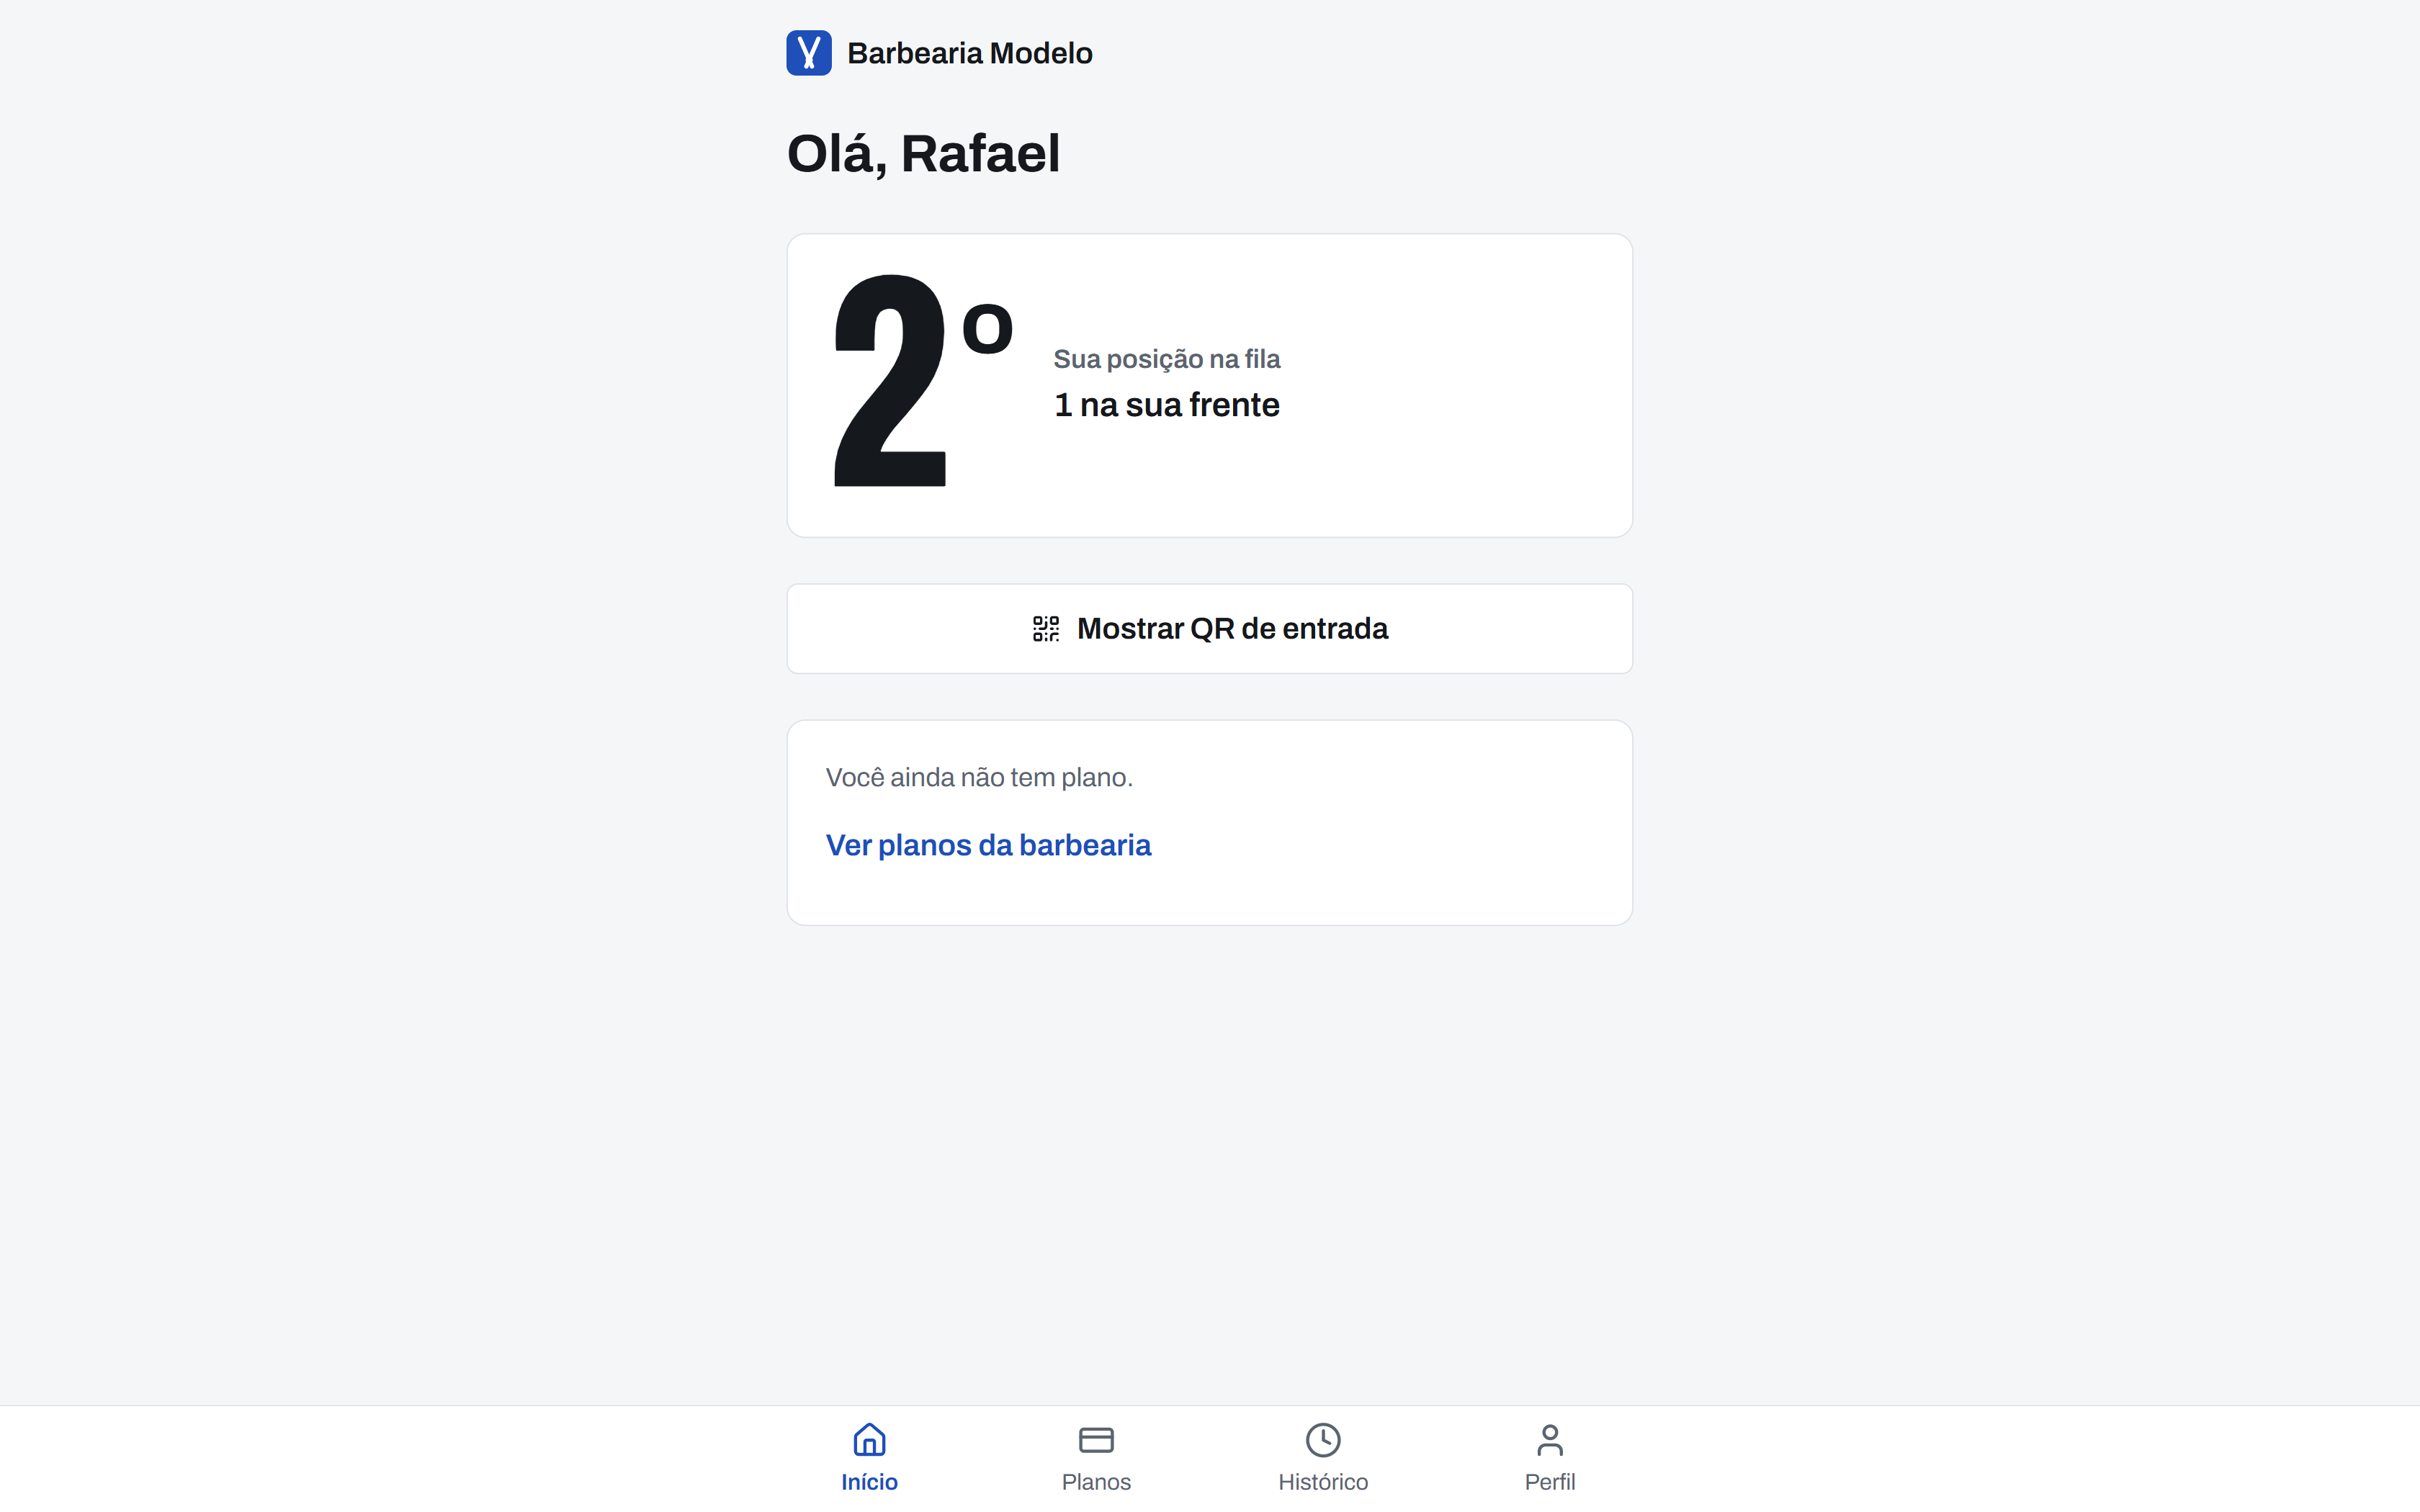 Barbearia Modelo
Olá, Rafael
2º
Sua posição na fila
1 na sua frente
Mostrar QR de entrada
Você ainda não tem plano.
Ver planos da barbearia
Início
Planos
Histórico
Perfil